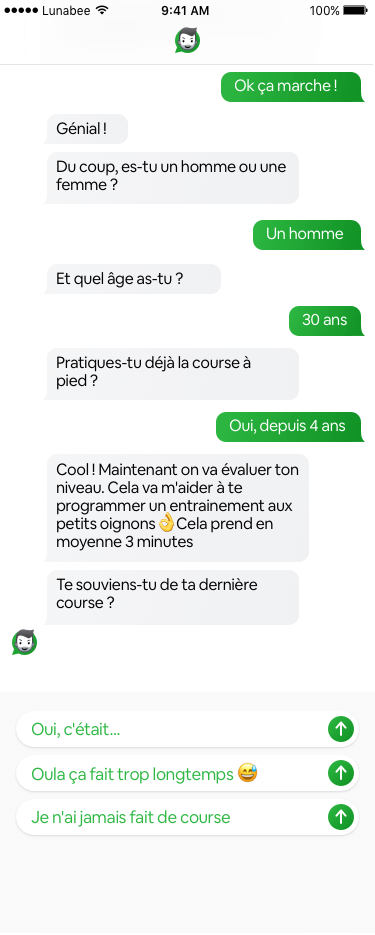 Lunabee 9:41 AM 100%
Ok ça marche !
Génial !
Du coup, es-tu un homme ou une
femme ?
Un homme
Et quel âge as-tu ?
30 ans
Pratiques-tu déjà la course à
pied ?
Oui, depuis 4 ans
Cool ! Maintenant on va évaluer ton
niveau. Cela va m'aider à te
programmer un entrainement aux
petits oignons 👌Cela prend en
moyenne 3 minutes
Te souviens-tu de ta dernière
course ?
Oui, c'était...
Oula ça fait trop longtemps 😅
Je n'ai jamais fait de course